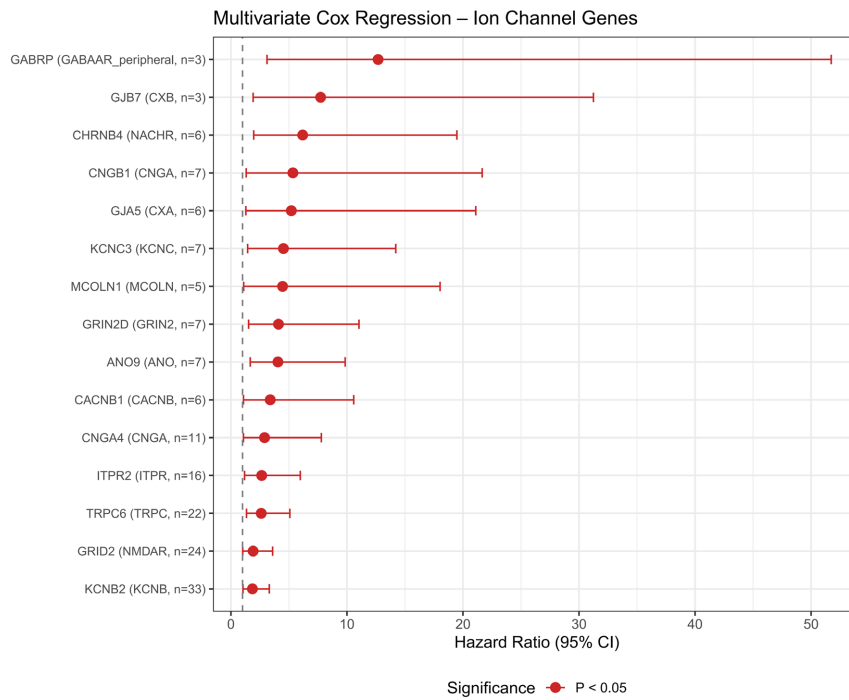 Multivariate Cox Regression – Ion Channel Genes
GABRP (GABAAR_peripheral, n=3)
GJB7 (CXB, n=3)
CHRNB4 (NACHR, n=6)
CNGB1 (CNGA, n=7)
GJA5 (CXA, n=6)
KCNC3 (KCNC, n=7)
MCOLN1 (MCOLN, n=5)
GRIN2D (GRIN2, n=7)
ANO9 (ANO, n=7)
CACNB1 (CACNB, n=6)
CNGA4 (CNGA, n=11)
ITPR2 (ITPR, n=16)
TRPC6 (TRPC, n=22)
GRID2 (NMDAR, n=24)
KCNB2 (KCNB, n=33)
0 10 20 30 40 50
Hazard Ratio (95% CI)
Significance P < 0.05